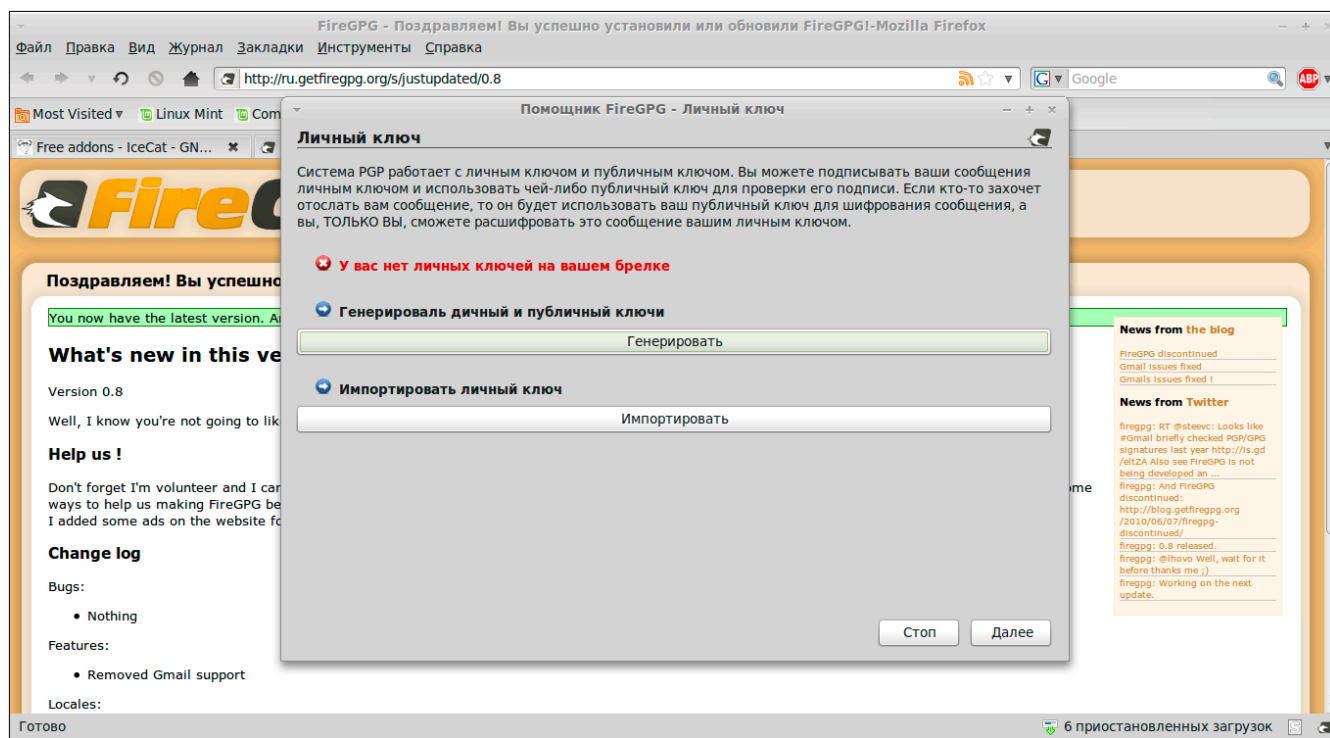 FireGPG - Поздравляем! Вы успешно установили или обновили FireGPG!-Mozilla Firefox
Файл Правка Вид Журнал Закладки Инструменты Справка
http://ru.getfiregpg.org/s/justupdated/0.8
G
Google
ABP
Most Visited
Linux Mint
Com
Free addons - IceCat - GN...
Fire
Поздравляем! Вы успешно
You now have the latest version. A
What's new in this ve
Version 0.8
Well, I know you're not going to lik
Help us !
Don't forget I'm volunteer and I car
ome
ways to help us making FireGPG be
I added some ads on the website fo
Change log
Bugs:
• Nothing
Features:
• Removed Gmail support
Locales:
Помощник FireGPG - Личный ключ
Личный ключ
Система PGP работает с личным ключом и публичным ключом. Вы можете подписывать ваши сообщения
личным ключом и использовать чей-либо публичный ключ для проверки его подписи. Если кто-то захочет
отослать вам сообщение, то он будет использовать ваш публичный ключ для шифрования сообщения, а
вы, ТОЛЬКО ВЫ, сможете расшифровать это сообщение вашим личным ключом.
У вас нет личных ключей на вашем брелке
Генерироваль дичный и публичный ключи
Генерировать
Импортировать личный ключ
Импортировать
Стоп
Далее
News from the blog
FireGPG discontinued
Gmail issues fixed
Gmails issues fixed !
News from Twitter
firegpg: RT @steevc: Looks like
#Gmail briefly checked PGP/GPG
signatures last year http://is.gd
/eltZA Also see FireGPG is not
being developed an ...
firegpg: And FireGPG
discontinued:
http://blog.getfiregpg.org
/2010/06/07/firegpg-
discontinued/
firegpg: 0.8 released.
firegpg: @lhovo Well, wait for it
before thanks me ;)
firegpg: Working on the next
update.
Готово
6 приостановленных загрузок
S